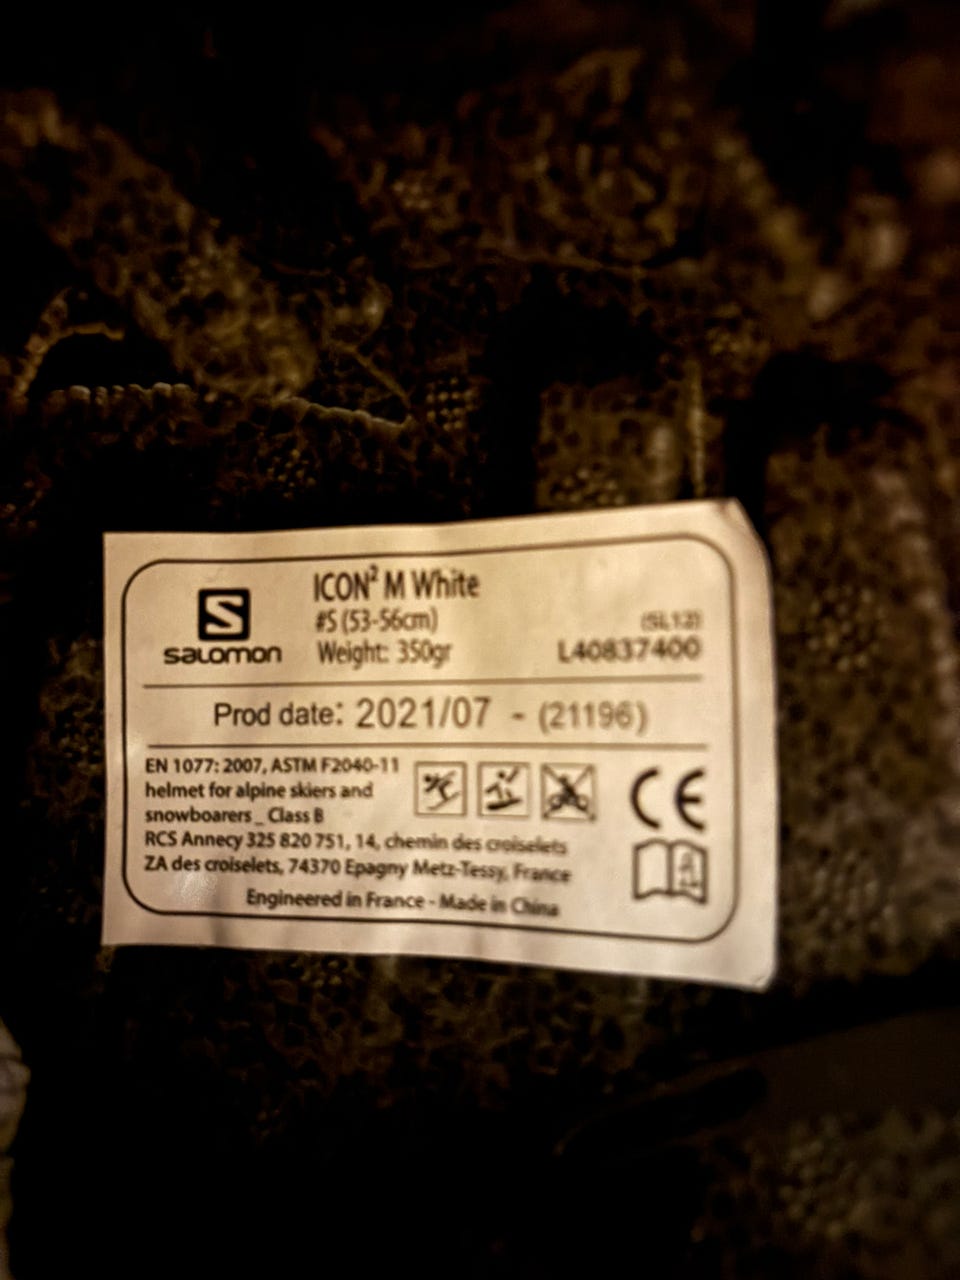 S
salomon
ICON² M White
#S (53-56cm)
Weight: 350gr
(SL12)
L40837400
Prod date: 2021/07 - (21196)
EN 1077: 2007, ASTM F2040-11
helmet for alpine skiers and
snowboarers _ Class B
RCS Annecy 325 820 751, 14, chemin des croiselets
ZA des croiselets, 74370 Epagny Metz-Tessy, France
Engineered in France - Made in China
CE